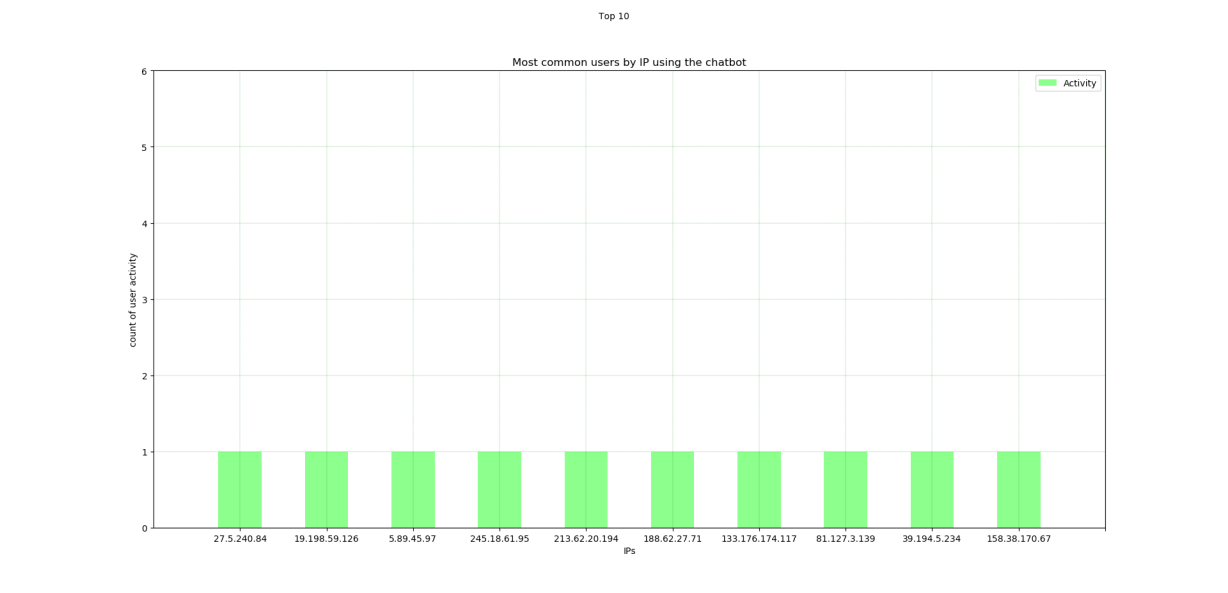 Top 10
Most common users by IP using the chatbot
Activity
6
5
4
3
2
1
0
count of user activity
27.5.240.84 19.198.59.126 5.89.45.97 245.18.61.95 213.62.20.194 188.62.27.71 133.176.174.117 81.127.3.139 39.194.5.234 158.38.170.67
IPs